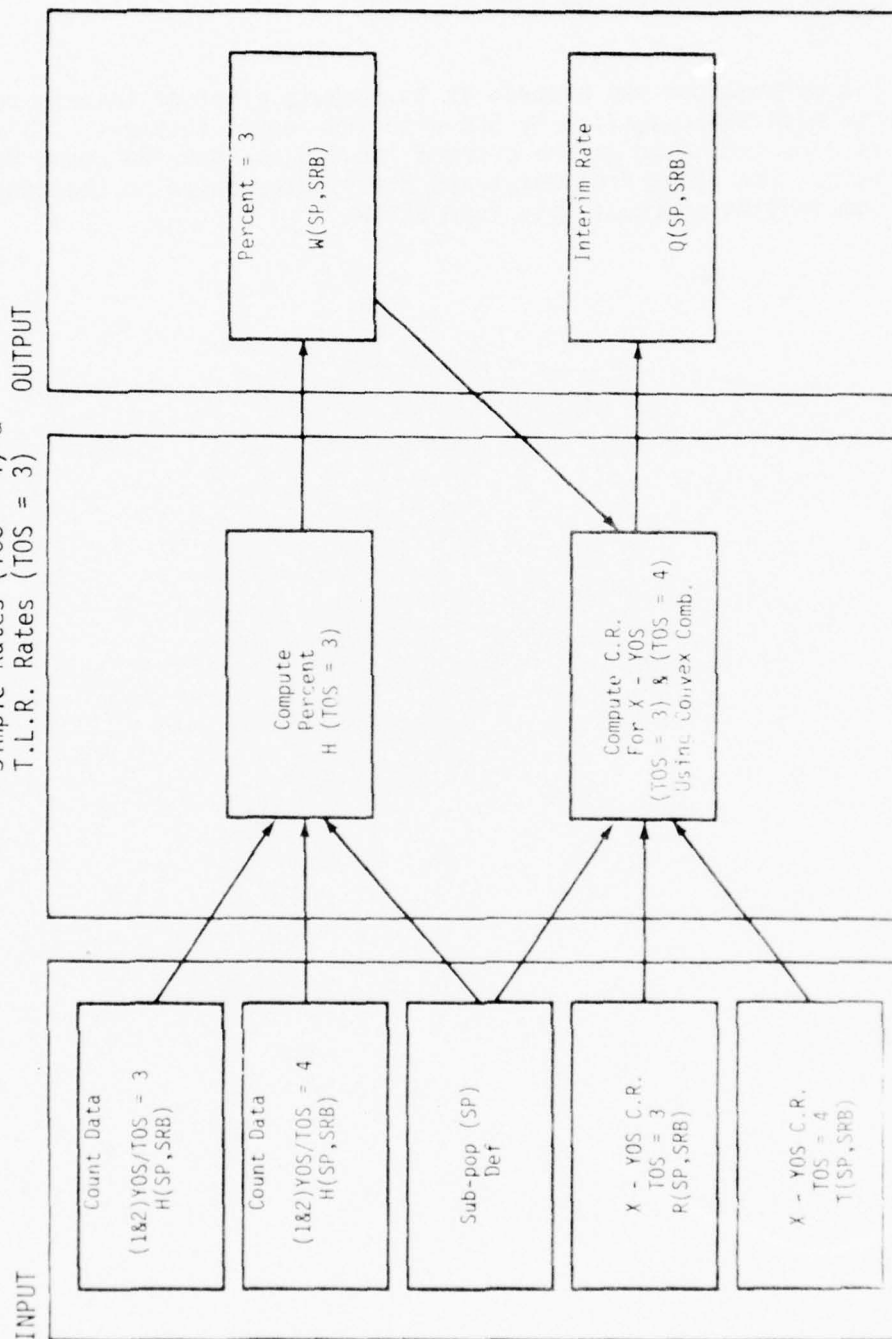 T.L.R. Rates (TOS = 3)
INPUT
OUTPUT
Count Data
(1&2)YOS/TOS = 3
H(SP,SRB)
Count Data
(1&2)YOS/TOS = 4
H(SP,SRB)
Sub-pop (SP)
Def
X - YOS C.R.
TOS = 3
R(SP,SRB)
X - YOS C.R.
TOS = 4
T(SP,SRB)
Compute
Percent
H (TOS = 3)
Compute C.R.
For X - YOS
(TOS = 3) & (TOS = 4)
Using Convex Comb.
Percent = 3
W(SP,SRB)
Interim Rate
Q(SP,SRB)